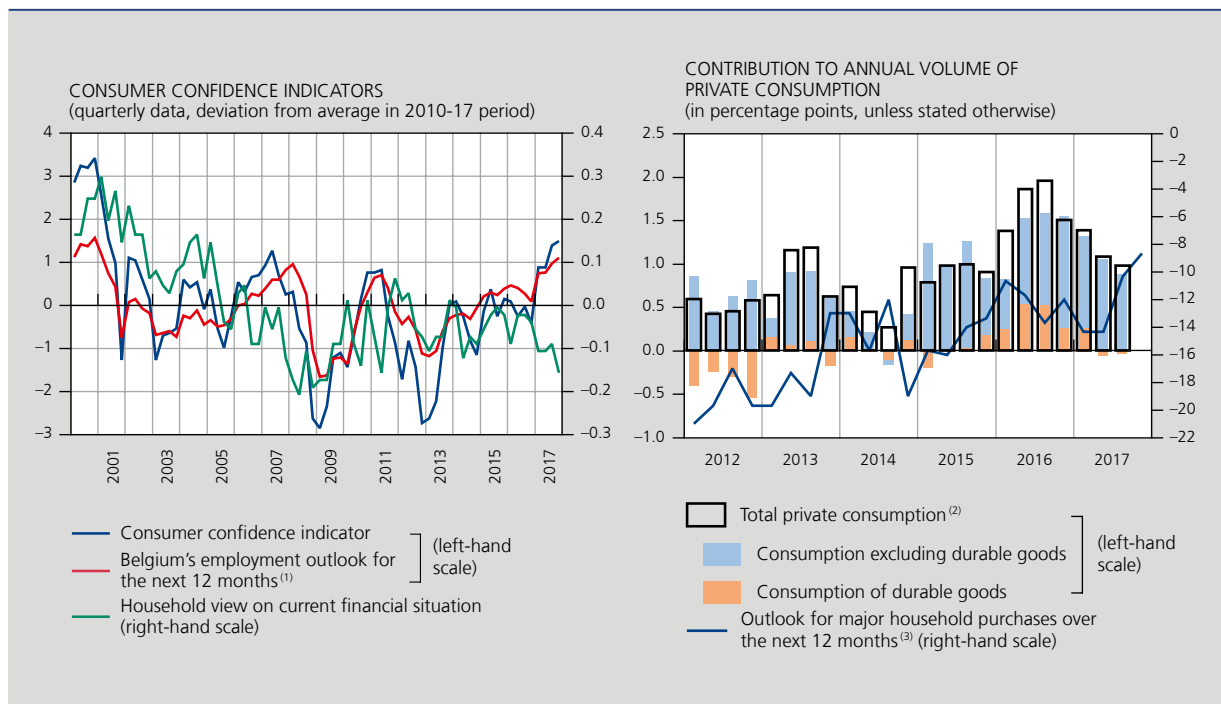 CONSUMER CONFIDENCE INDICATORS
(quarterly data, deviation from average in 2010-17 period)
4
3
2
1
0
–1
–2
–3
0.4
0.3
0.2
0.1
0.0
–0.1
–0.2
–0.3
2001
2003
2005
2007
2009
2011
2013
2015
2017
Consumer confidence indicator
Belgium's employment outlook for
the next 12 months (1)
(left-hand
scale)
Household view on current financial situation
(right-hand scale)
CONTRIBUTION TO ANNUAL VOLUME OF
PRIVATE CONSUMPTION
(in percentage points, unless stated otherwise)
2.5
2.0
1.5
1.0
0.5
0.0
–0.5
–1.0
0
–2
–4
–6
–8
–10
–12
–14
–16
–18
–20
–22
2012
2013
2014
2015
2016
2017
Total private consumption (2)
Consumption excluding durable goods
Consumption of durable goods
(left-hand
scale)
Outlook for major household purchases over
the next 12 months (3) (right-hand scale)